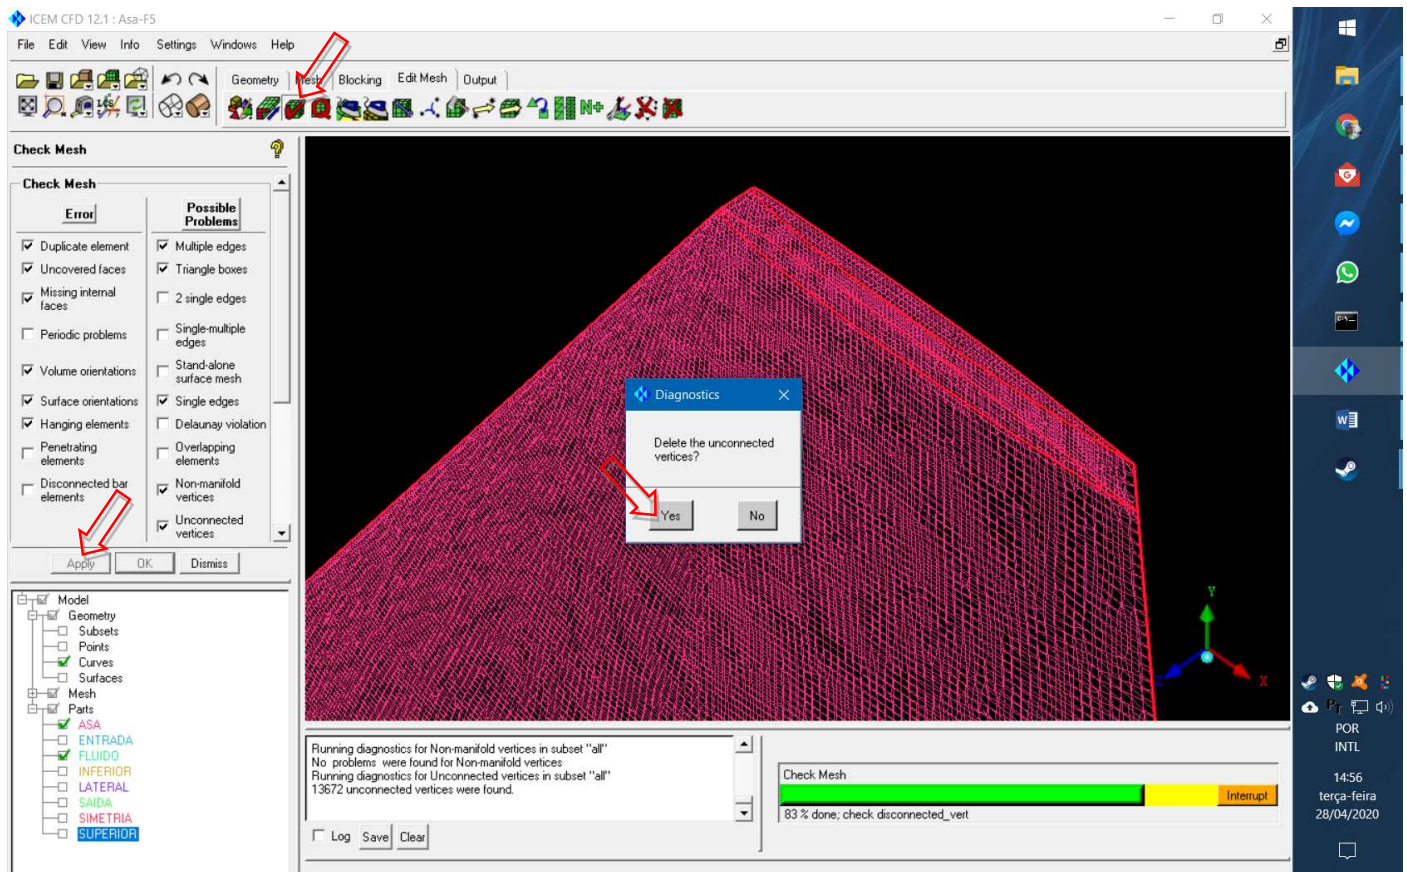 ICEM CFD 12.1 : Asa-F5
File Edit View Info Settings Windows Help
Geometry Mesh Blocking Edit Mesh Output
Check Mesh
Check Mesh
Error
Possible
Problems
Duplicate element
Multiple edges
Uncovered faces
Triangle boxes
Missing internal
faces
2 single edges
Periodic problems
Single-multiple
edges
Volume orientations
Stand-alone
surface mesh
Surface orientations
Single edges
Hanging elements
Delaunay violation
Penetrating
elements
Overlapping
elements
Disconnected bar
elements
Non-manifold
vertices
Unconnected
vertices
Apply OK Dismiss
Model
Geometry
Subsets
Points
Curves
Surfaces
Mesh
Parts
ASA
ENTRADA
FLUIDO
INFERIOR
LATERAL
SAIDA
SIMETRIA
SUPERIOR
Diagnostics
Delete the unconnected
vertices?
Yes No
Y
X
Z
Running diagnostics for Non-manifold vertices in subset "all"
No problems were found for Non-manifold vertices
Running diagnostics for Unconnected vertices in subset "all"
13672 unconnected vertices were found.
Log Save Clear
Check Mesh
Interrupt
83 % done; check disconnected_vert
POR
INTL
14:56
terça-feira
28/04/2020